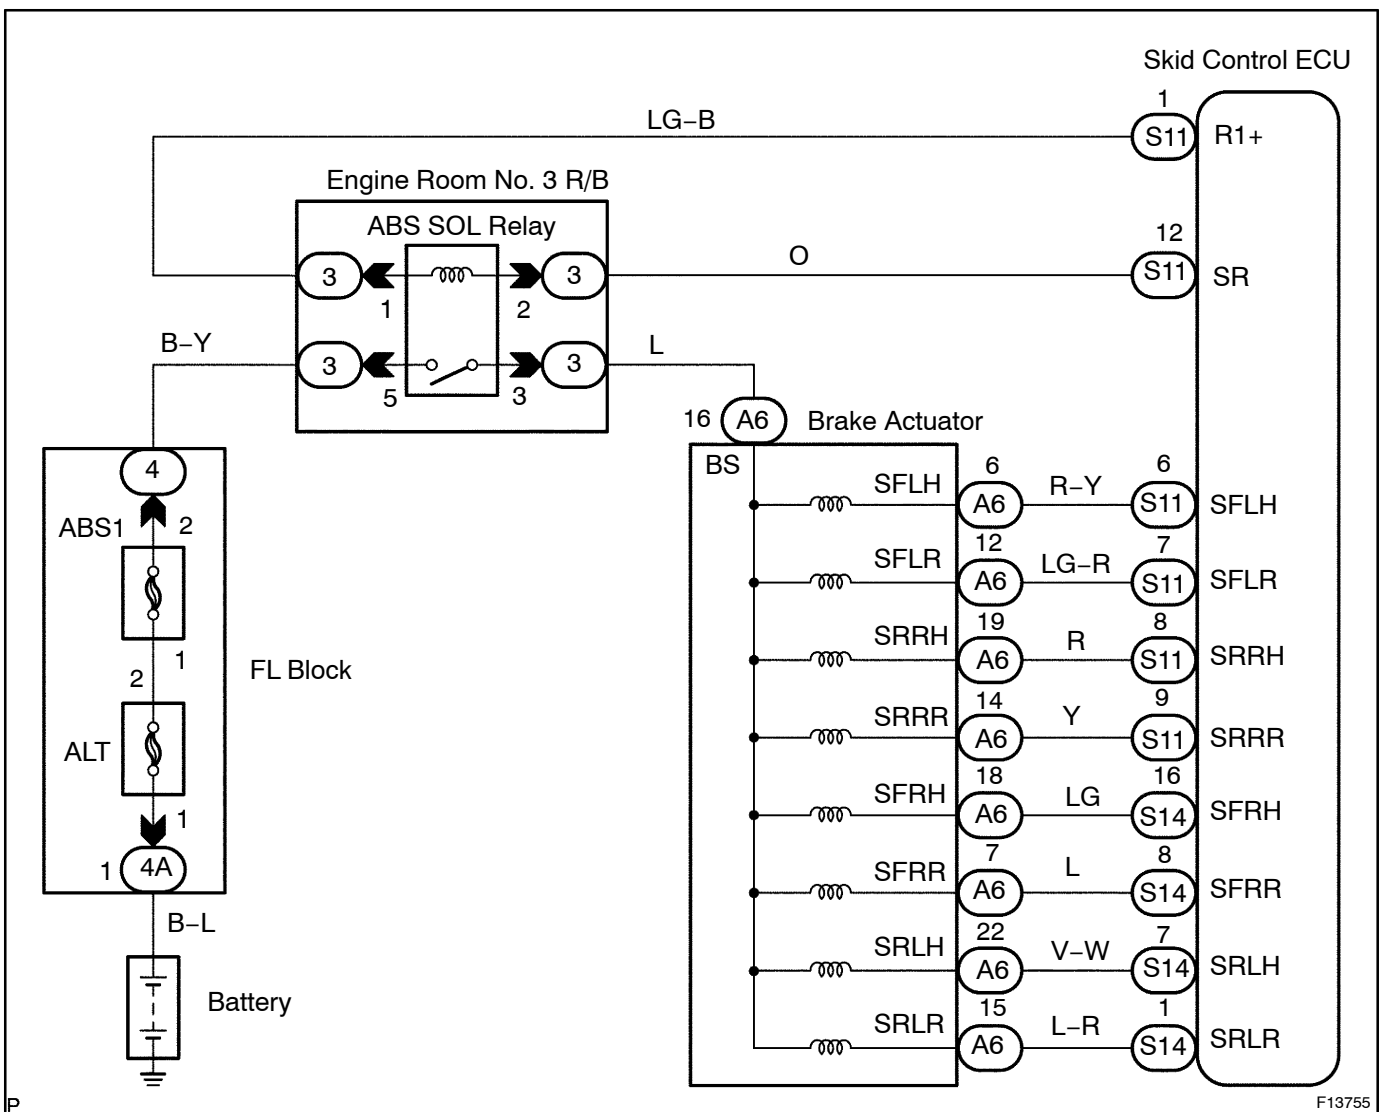 Skid Control ECU
1
LG-B
S11
R1+
Engine Room No. 3 R/B
ABS SOL Relay
12
O
3
3
S11
SR
1
2
B-Y
L
3
3
5
3
16
A6
Brake Actuator
BS
4
ABS1
2
1
2
FL Block
ALT
1
1
4A
B-L
Battery
SFLH
6
A6
R-Y
6
S11
SFLH
SFLR
12
A6
LG-R
7
S11
SFLR
SRRH
19
A6
R
8
S11
SRRH
SRRR
14
A6
Y
9
S11
SRRR
SFRH
18
A6
LG
16
S14
SFRH
SFRR
7
A6
L
8
S14
SFRR
SRLH
22
A6
V-W
7
S14
SRLH
SRLR
15
A6
L-R
1
S14
SRLR
P
F13755